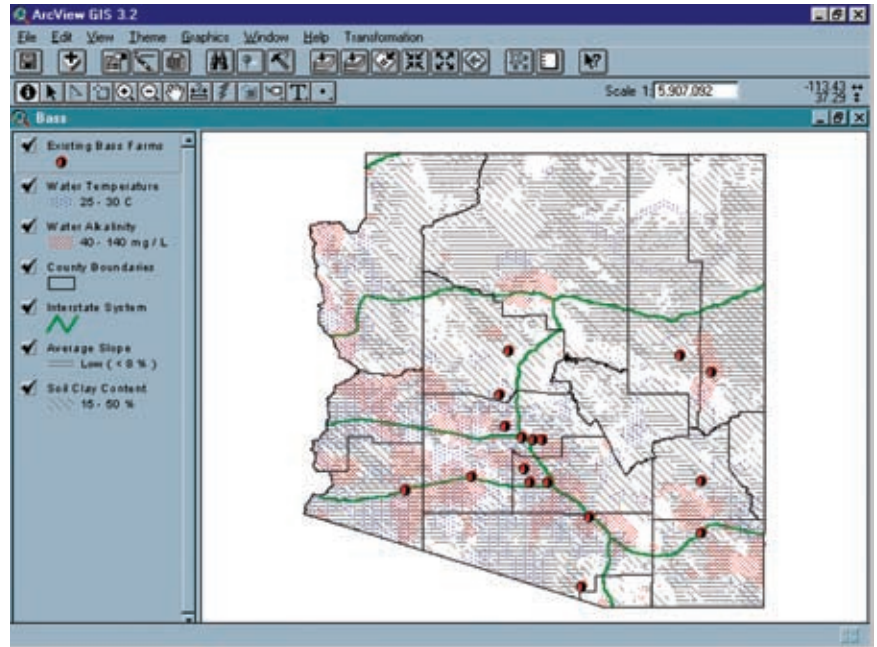 ArcView GIS 3.2
File Edit View Theme Graphics Window Help Transformation
Scale 1: 5,907,092
-113.43
37.29
Bass
Existing Bass Farms
Water Temperature
25 - 30 C
Water Alkalinity
40 - 140 mg / L
County Boundaries
Interstate System
Average Slope
Low ( < 8 % )
Soil Clay Content
15 - 50 %